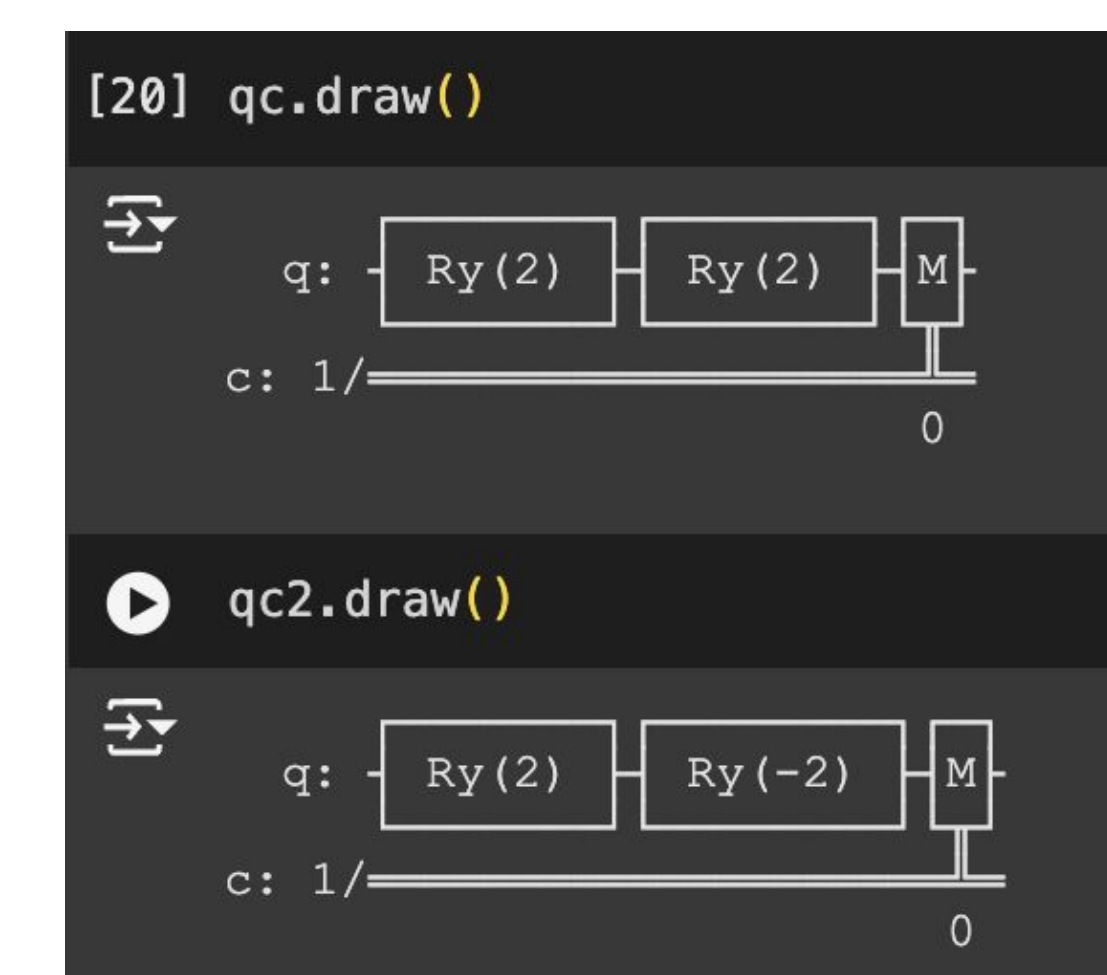 [20] qc.draw()
q: Ry(2) Ry(2) M
c: 1/
0
qc2.draw()
q: Ry(2) Ry(-2) M
c: 1/
0